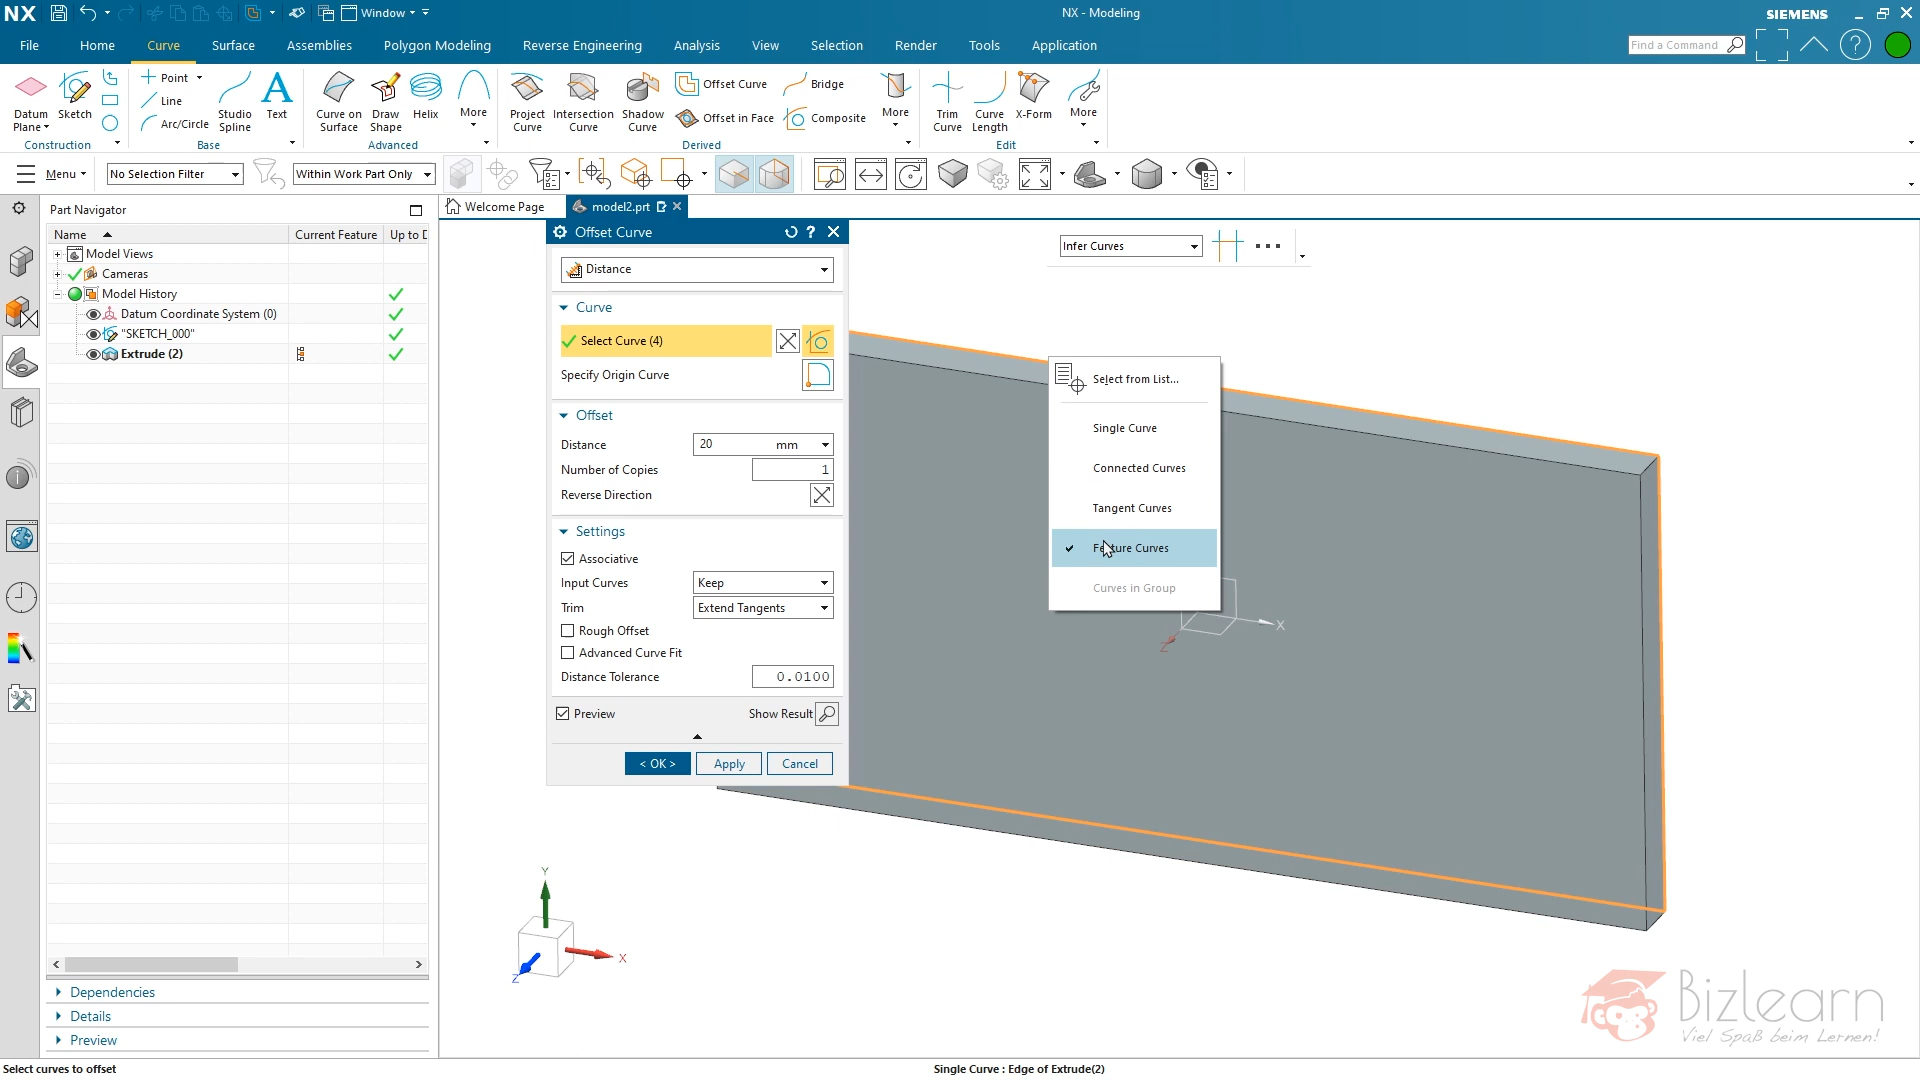 NX
Window
NX - Modeling
SIEMENS
File
Home
Curve
Surface
Assemblies
Polygon Modeling
Reverse Engineering
Analysis
View
Selection
Render
Tools
Application
Find a Command
Datum Plane
Sketch
Point
Line
Arc/Circle
Studio Spline
Text
Curve on Surface
Draw Shape
Helix
More
Project Curve
Intersection Curve
Shadow Curve
Offset Curve
Offset in Face
Bridge
Composite
More
Trim Curve
Curve Length
X-Form
More
Construction
Base
Advanced
Derived
Edit
Menu
No Selection Filter
Within Work Part Only
Part Navigator
Welcome Page
model2.prt
Name
Current Feature
Up to D
Model Views
Cameras
Model History
Datum Coordinate System (0)
"SKETCH_000"
Extrude (2)
Dependencies
Details
Preview
Offset Curve
Distance
Curve
Select Curve (4)
Specify Origin Curve
Offset
Distance
20 mm
Number of Copies
1
Reverse Direction
Settings
Associative
Input Curves
Keep
Trim
Extend Tangents
Rough Offset
Advanced Curve Fit
Distance Tolerance
0.0100
Preview
Show Result
< OK >
Apply
Cancel
Infer Curves
Select from List...
Single Curve
Connected Curves
Tangent Curves
Feature Curves
Curves in Group
X
Z
Y
X
Z
Bizlearn
Viel Spaß beim Lernen!
Select curves to offset
Single Curve : Edge of Extrude(2)